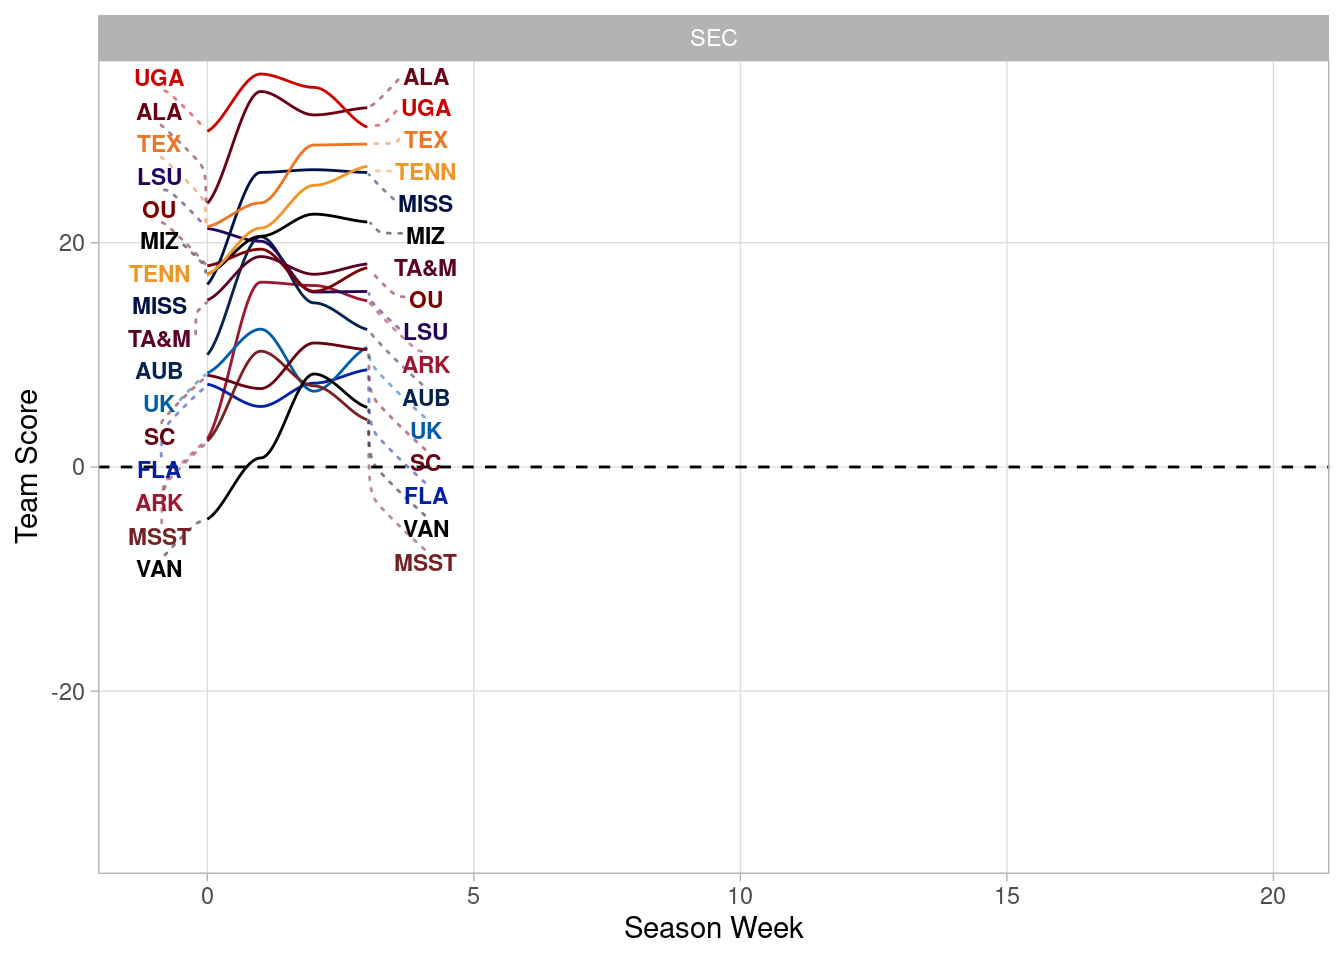 SEC
UGA
ALA
TEX
LSU
OU
MIZ
TENN
MISS
TA&M
AUB
UK
SC
FLA
ARK
MSST
VAN
ALA
UGA
TEX
TENN
MISS
MIZ
TA&M
OU
LSU
ARK
AUB
UK
SC
FLA
VAN
MSST
Team Score
20
0
-20
0
5
10
15
20
Season Week